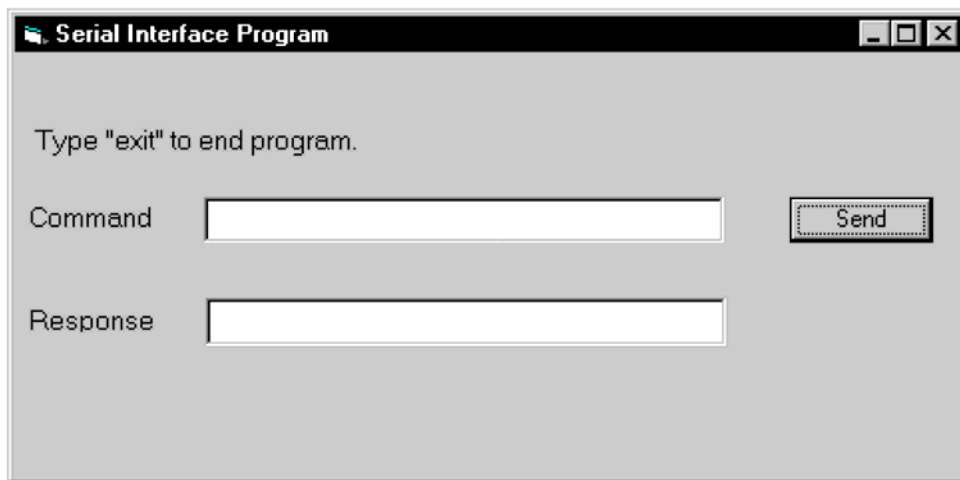 Serial Interface Program
Type "exit" to end program.
Command
Send
Response